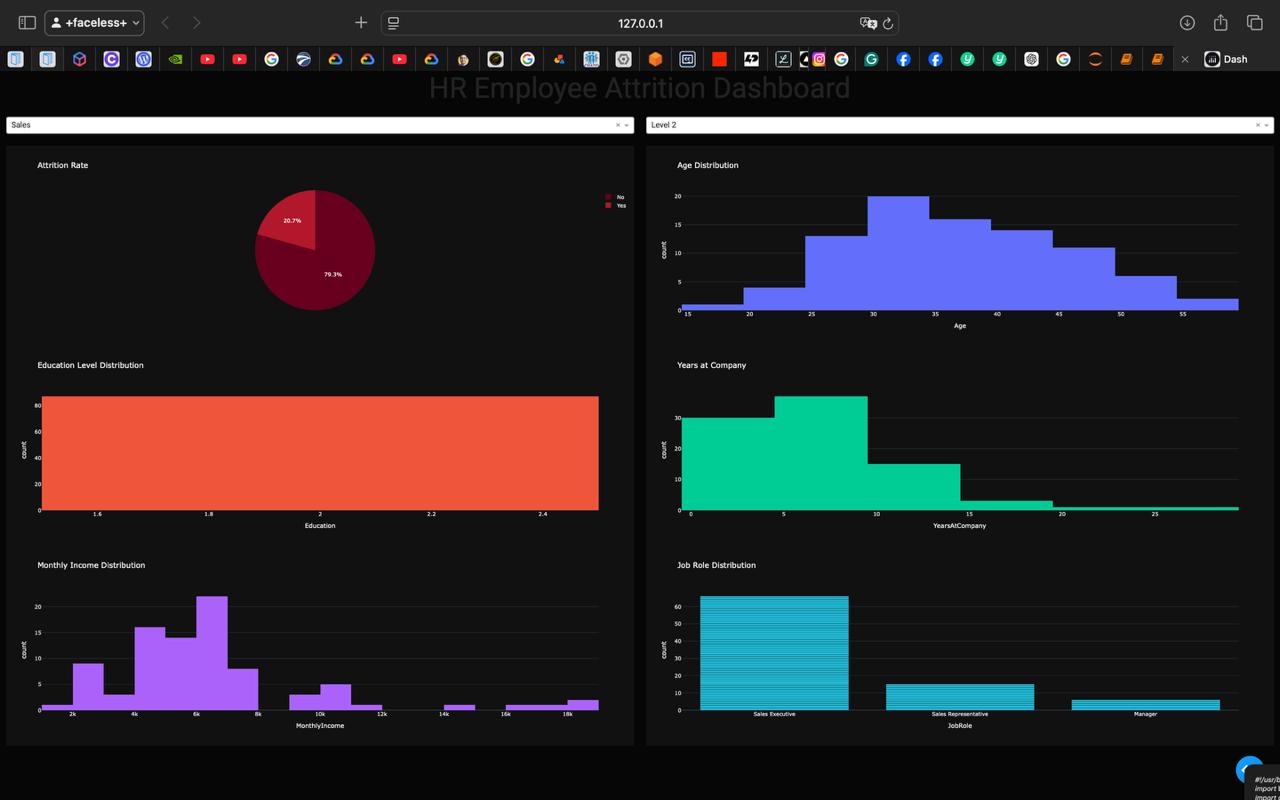 +faceless+
127.0.0.1
Dash
HR Employee Attrition Dashboard
Sales
Level 2
Attrition Rate
No
Yes
20.7%
79.3%
Age Distribution
20
15
10
5
0
count
15 20 25 30 35 40 45 50 55
Age
Education Level Distribution
80
60
40
20
0
count
1.6 1.8 2 2.2 2.4
Education
Years at Company
30
20
10
0
count
0 5 10 15 20 25
YearsAtCompany
Monthly Income Distribution
20
15
10
5
0
count
2k 4k 6k 8k 10k 12k 14k 16k 18k
MonthlyIncome
Job Role Distribution
60
50
40
30
20
10
0
count
Sales Executive Sales Representative Manager
JobRole
import